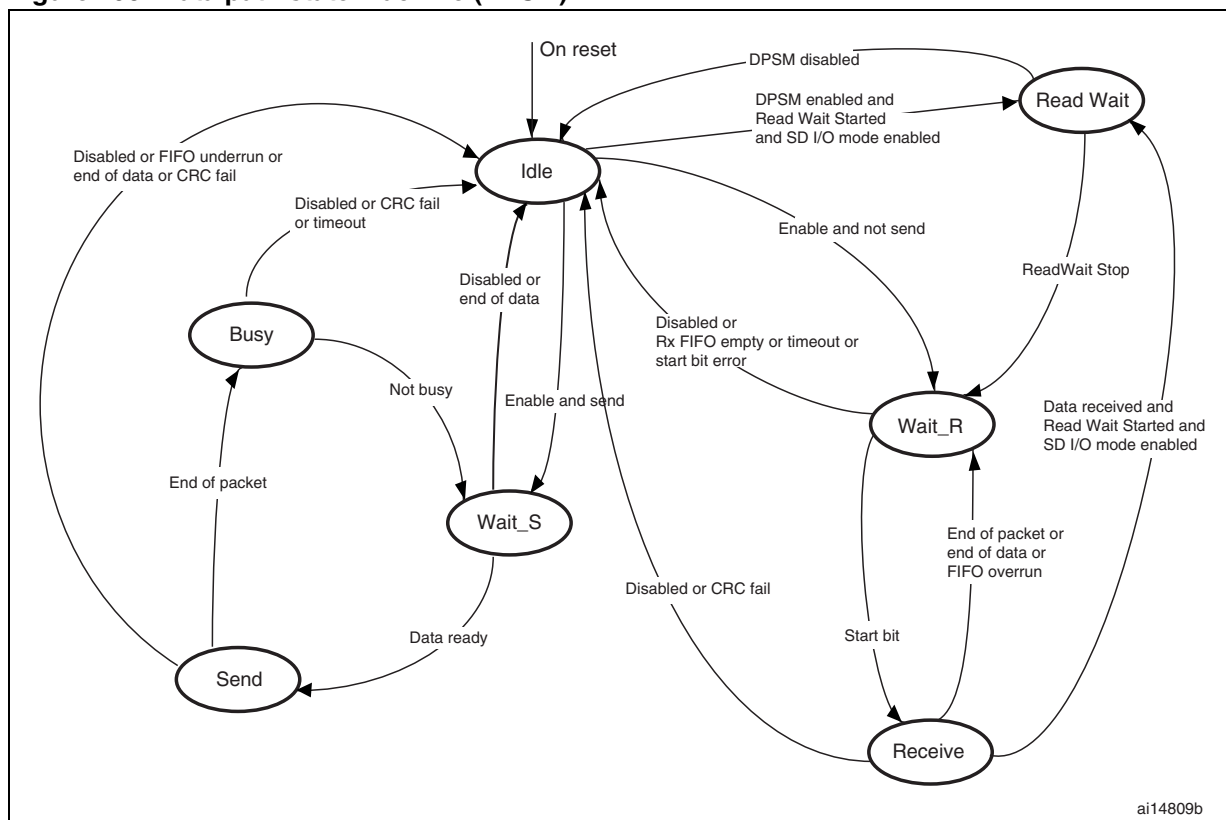 On reset
DPSM disabled
Read Wait
DPSM enabled and
Read Wait Started
and SD I/O mode enabled
Disabled or FIFO underrun or
end of data or CRC fail
Idle
Disabled or CRC fail
or timeout
Enable and not send
Disabled or
end of data
ReadWait Stop
Disabled or
Rx FIFO empty or timeout or
start bit error
Busy
Not busy
Enable and send
Wait_R
Data received and
Read Wait Started and
SD I/O mode enabled
End of packet
Wait_S
End of packet or
end of data or
FIFO overrun
Disabled or CRC fail
Start bit
Data ready
Send
Receive
ai14809b